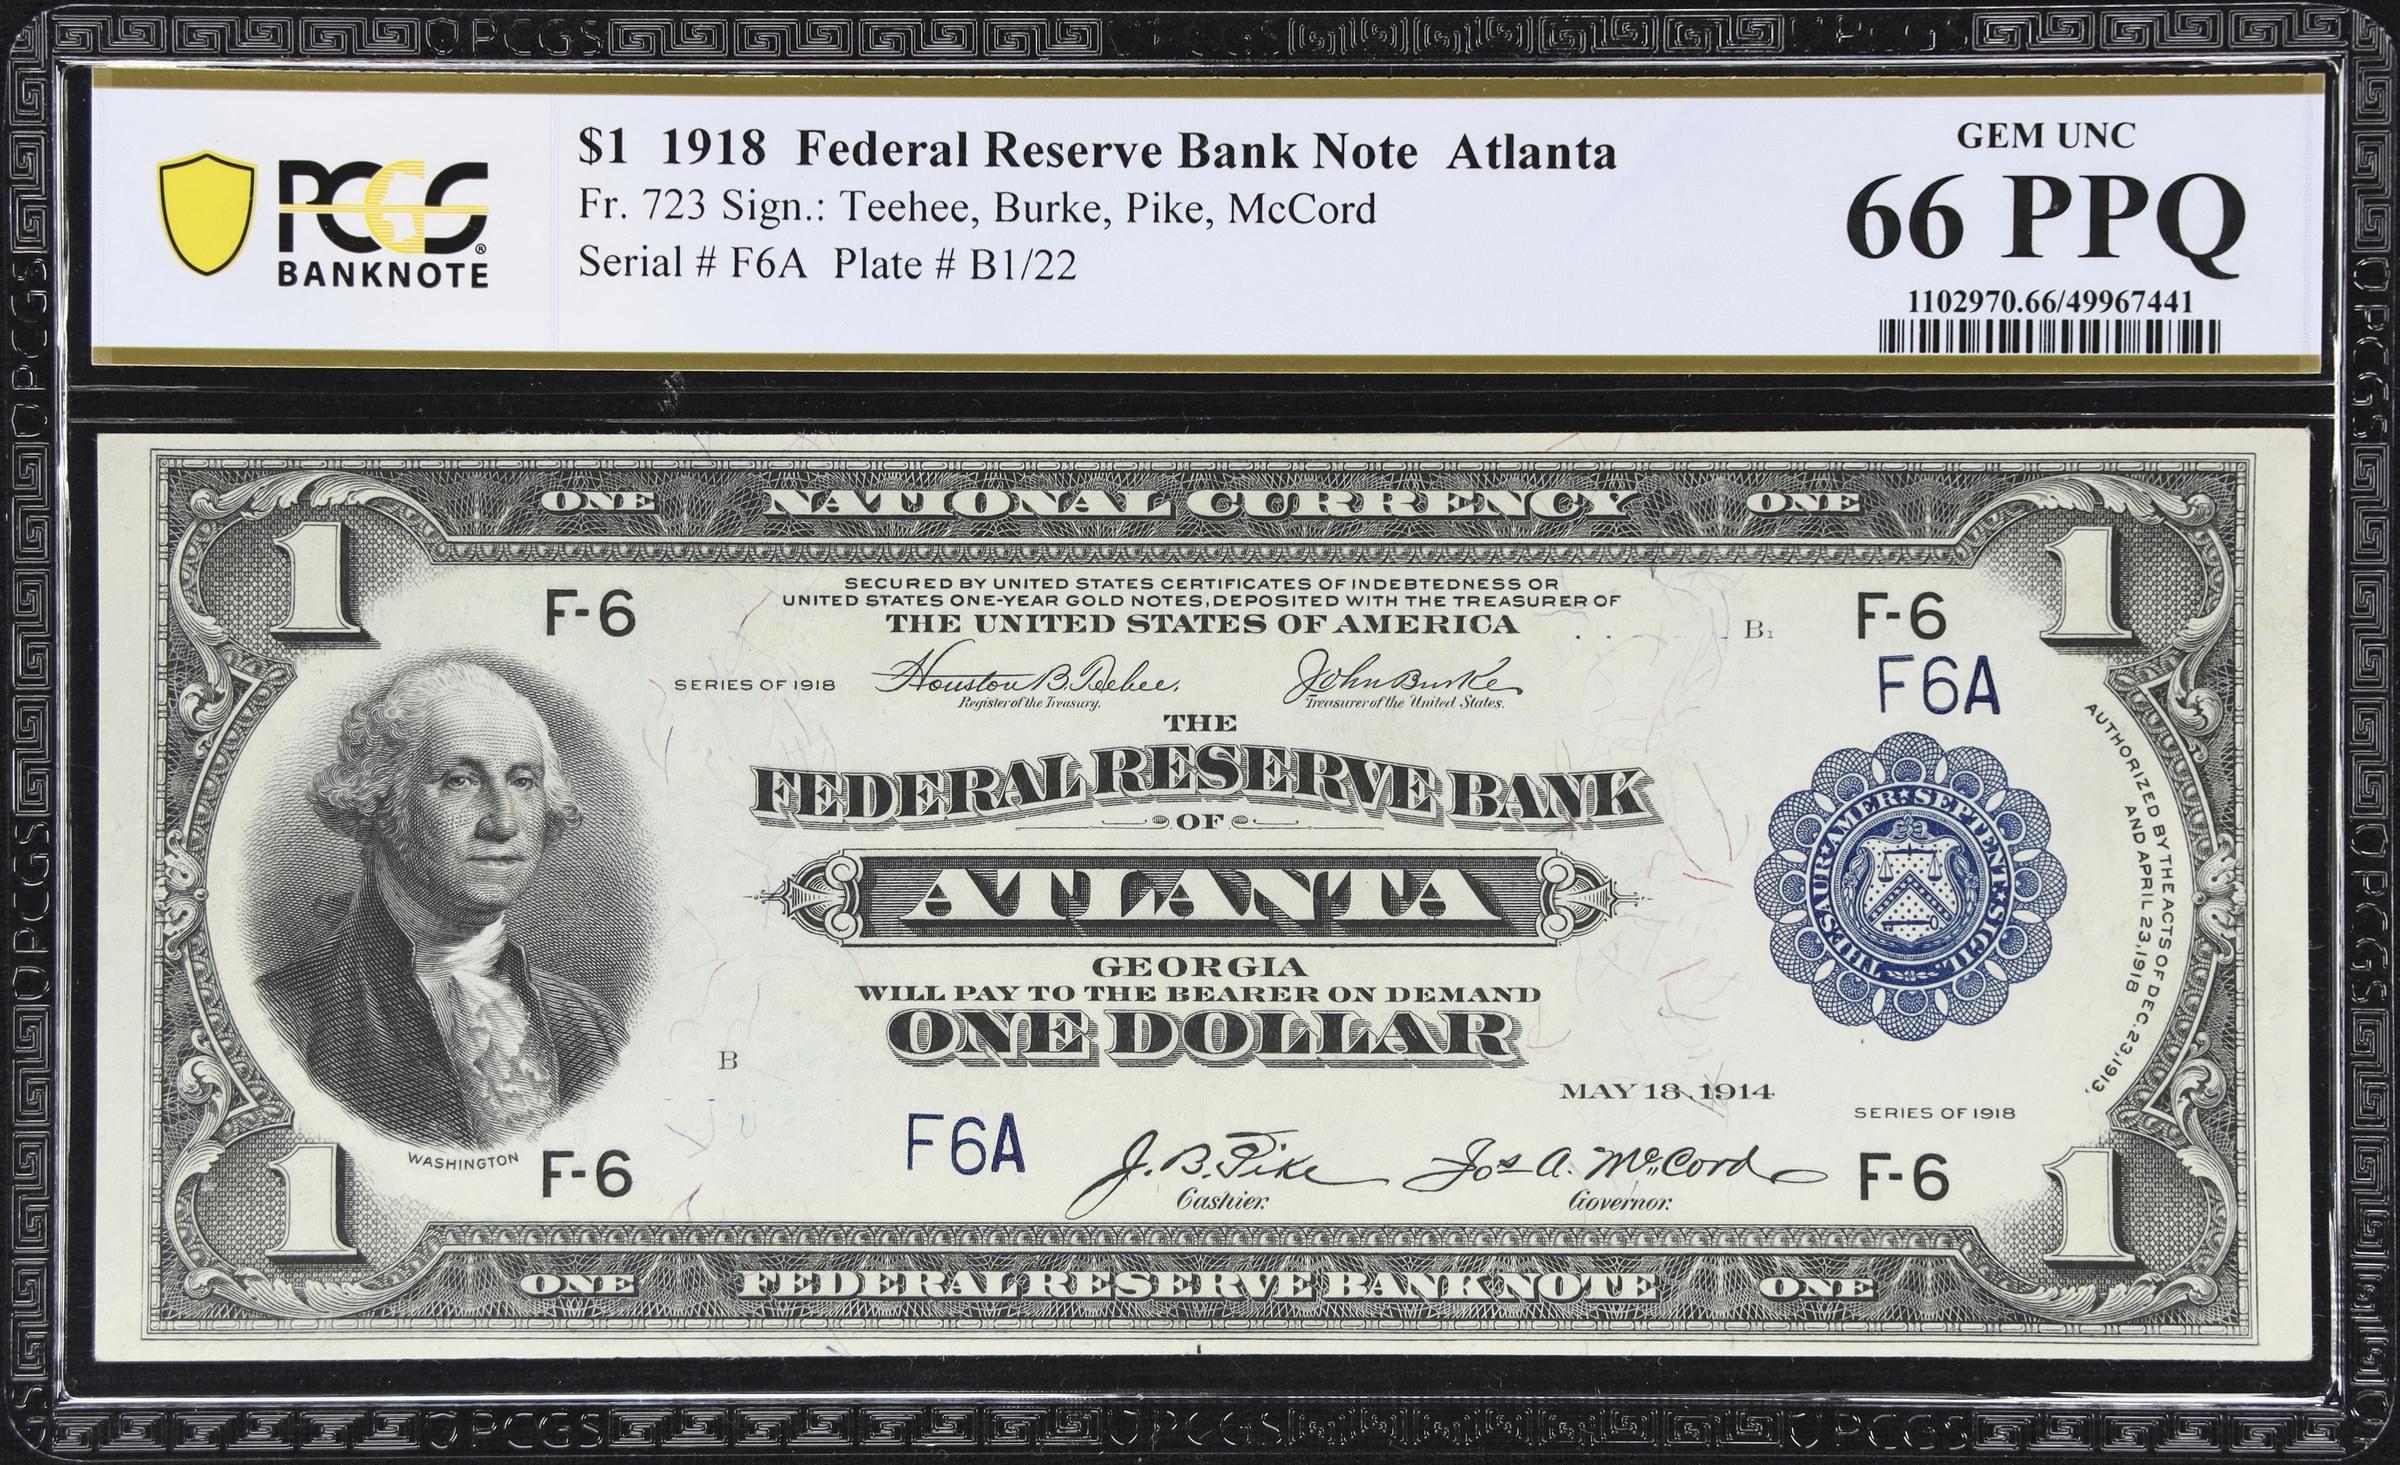 PCGS BANKNOTE
$1 1918 Federal Reserve Bank Note Atlanta
Fr. 723 Sign.: Teehee, Burke, Pike, McCord
Serial # F6A Plate # B1/22
GEM UNC
66 PPQ
1102970.66/49967441
ONE NATIONAL CURRENCY ONE
1 1
SECURED BY UNITED STATES CERTIFICATES OF INDEBTEDNESS OR
UNITED STATES ONE-YEAR GOLD NOTES, DEPOSITED WITH THE TREASURER OF
THE UNITED STATES OF AMERICA
F-6 B1 F-6
F6A
SERIES OF 1918
Houston B. Teehee,
Register of the Treasury.
John Burke
Treasurer of the United States.
THE
FEDERAL RESERVE BANK
OF
ATLANTA
GEORGIA
WILL PAY TO THE BEARER ON DEMAND
ONE DOLLAR
B
MAY 18, 1914
AUTHORIZED BY THE ACTS OF DEC. 23, 1913,
AND APRIL 23, 1918
THESAUR. AMER. SEPTENT. SIGIL.
SERIES OF 1918
WASHINGTON
F-6
F6A
J. B. Pike
Cashier.
Jos A. McCord
Governor.
F-6
1 1
ONE FEDERAL RESERVE BANK NOTE ONE